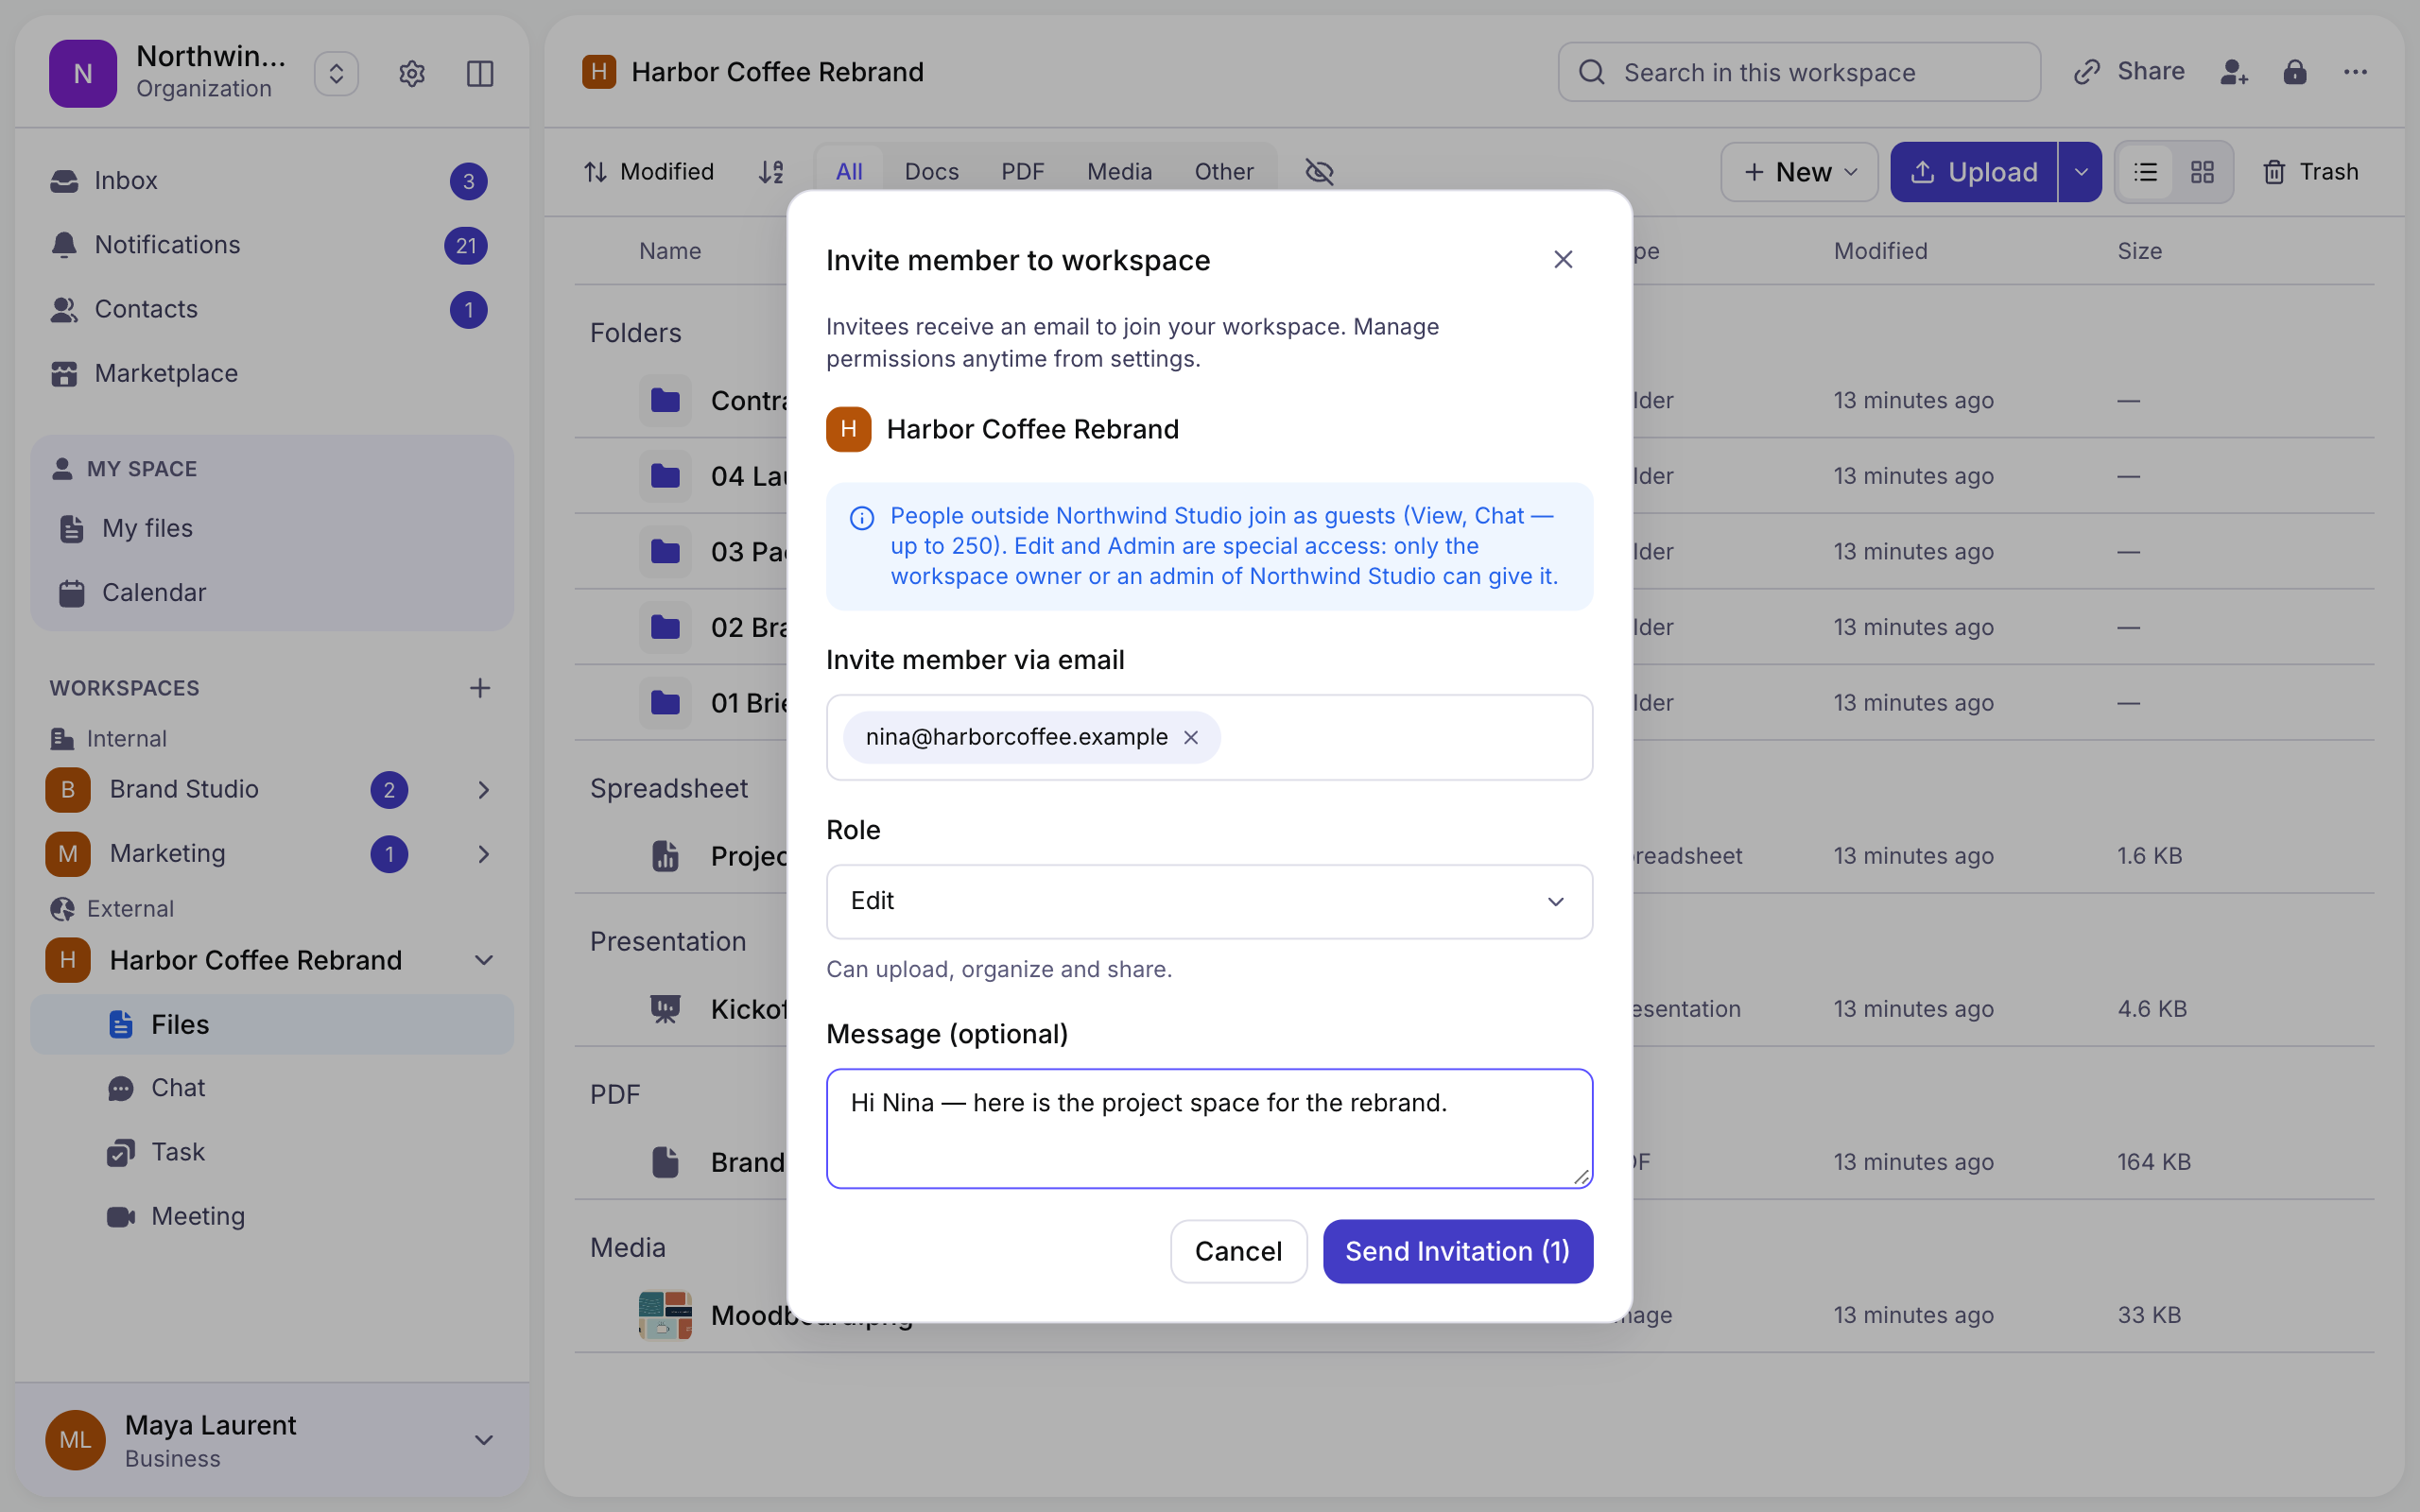 N
Northwin...
Organization
Inbox
3
Notifications
21
Contacts
1
Marketplace
MY SPACE
My files
Calendar
WORKSPACES
Internal
B
Brand Studio
2
M
Marketing
1
External
H
Harbor Coffee Rebrand
Files
Chat
Task
Meeting
ML
Maya Laurent
Business
H
Harbor Coffee Rebrand
Search in this workspace
Share
Modified
All
Docs
PDF
Media
Other
New
Upload
Trash
Name
Modified
Size
Folders
13 minutes ago
—
04
13 minutes ago
—
03
13 minutes ago
—
02
13 minutes ago
—
01
13 minutes ago
—
Spreadsheet
13 minutes ago
1.6 KB
Presentation
13 minutes ago
4.6 KB
PDF
Brand
13 minutes ago
164 KB
Media
13 minutes ago
33 KB
Invite member to workspace
Invitees receive an email to join your workspace. Manage
permissions anytime from settings.
H
Harbor Coffee Rebrand
People outside Northwind Studio join as guests (View, Chat —
up to 250). Edit and Admin are special access: only the
workspace owner or an admin of Northwind Studio can give it.
Invite member via email
nina@harborcoffee.example
Role
Edit
Can upload, organize and share.
Message (optional)
Hi Nina — here is the project space for the rebrand.
Cancel
Send Invitation (1)